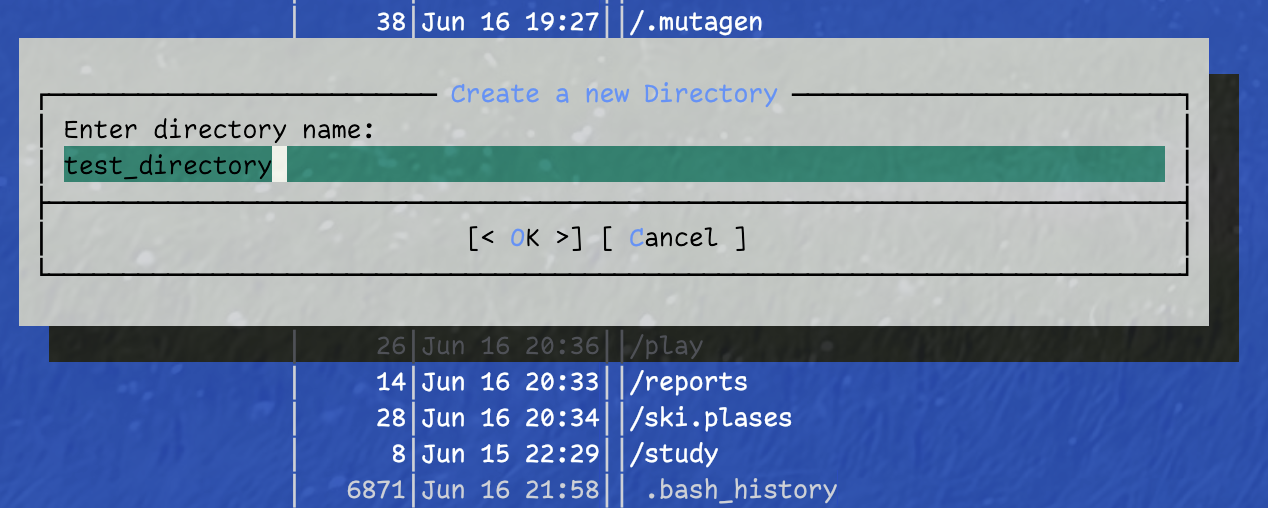 38|Jun 16 19:27||/.mutagen
Create a new Directory
Enter directory name:
test_directory
[< OK >] [ Cancel ]
26|Jun 16 20:36||/play
14|Jun 16 20:33||/reports
28|Jun 16 20:34||/ski.plases
8|Jun 15 22:29||/study
6871|Jun 16 21:58|| .bash_history